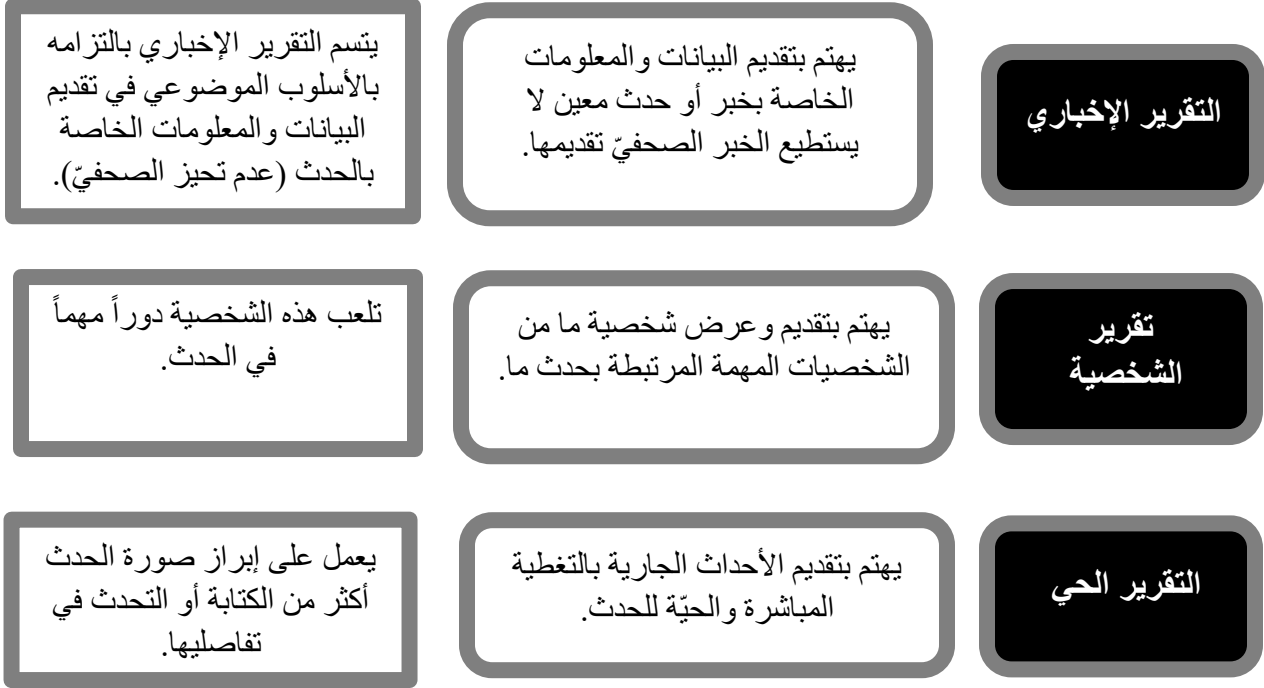 التقرير الإخباري
يهتم بتقديم البيانات والمعلومات
الخاصة بخبر أو حدث معين لا
يستطيع الخبر الصحفيّ تقديمها.
يتسم التقرير الإخباري بالتزامه
بالأسلوب الموضوعي في تقديم
البيانات والمعلومات الخاصة
بالحدث (عدم تحيز الصحفيّ).
تقرير
الشخصية
يهتم بتقديم وعرض شخصية ما من
الشخصيات المهمة المرتبطة بحدث ما.
تلعب هذه الشخصية دوراً مهماً
في الحدث.
التقرير الحي
يهتم بتقديم الأحداث الجارية بالتغطية
المباشرة والحيّة للحدث.
يعمل على إبراز صورة الحدث
أكثر من الكتابة أو التحدث في
تفاصليها.